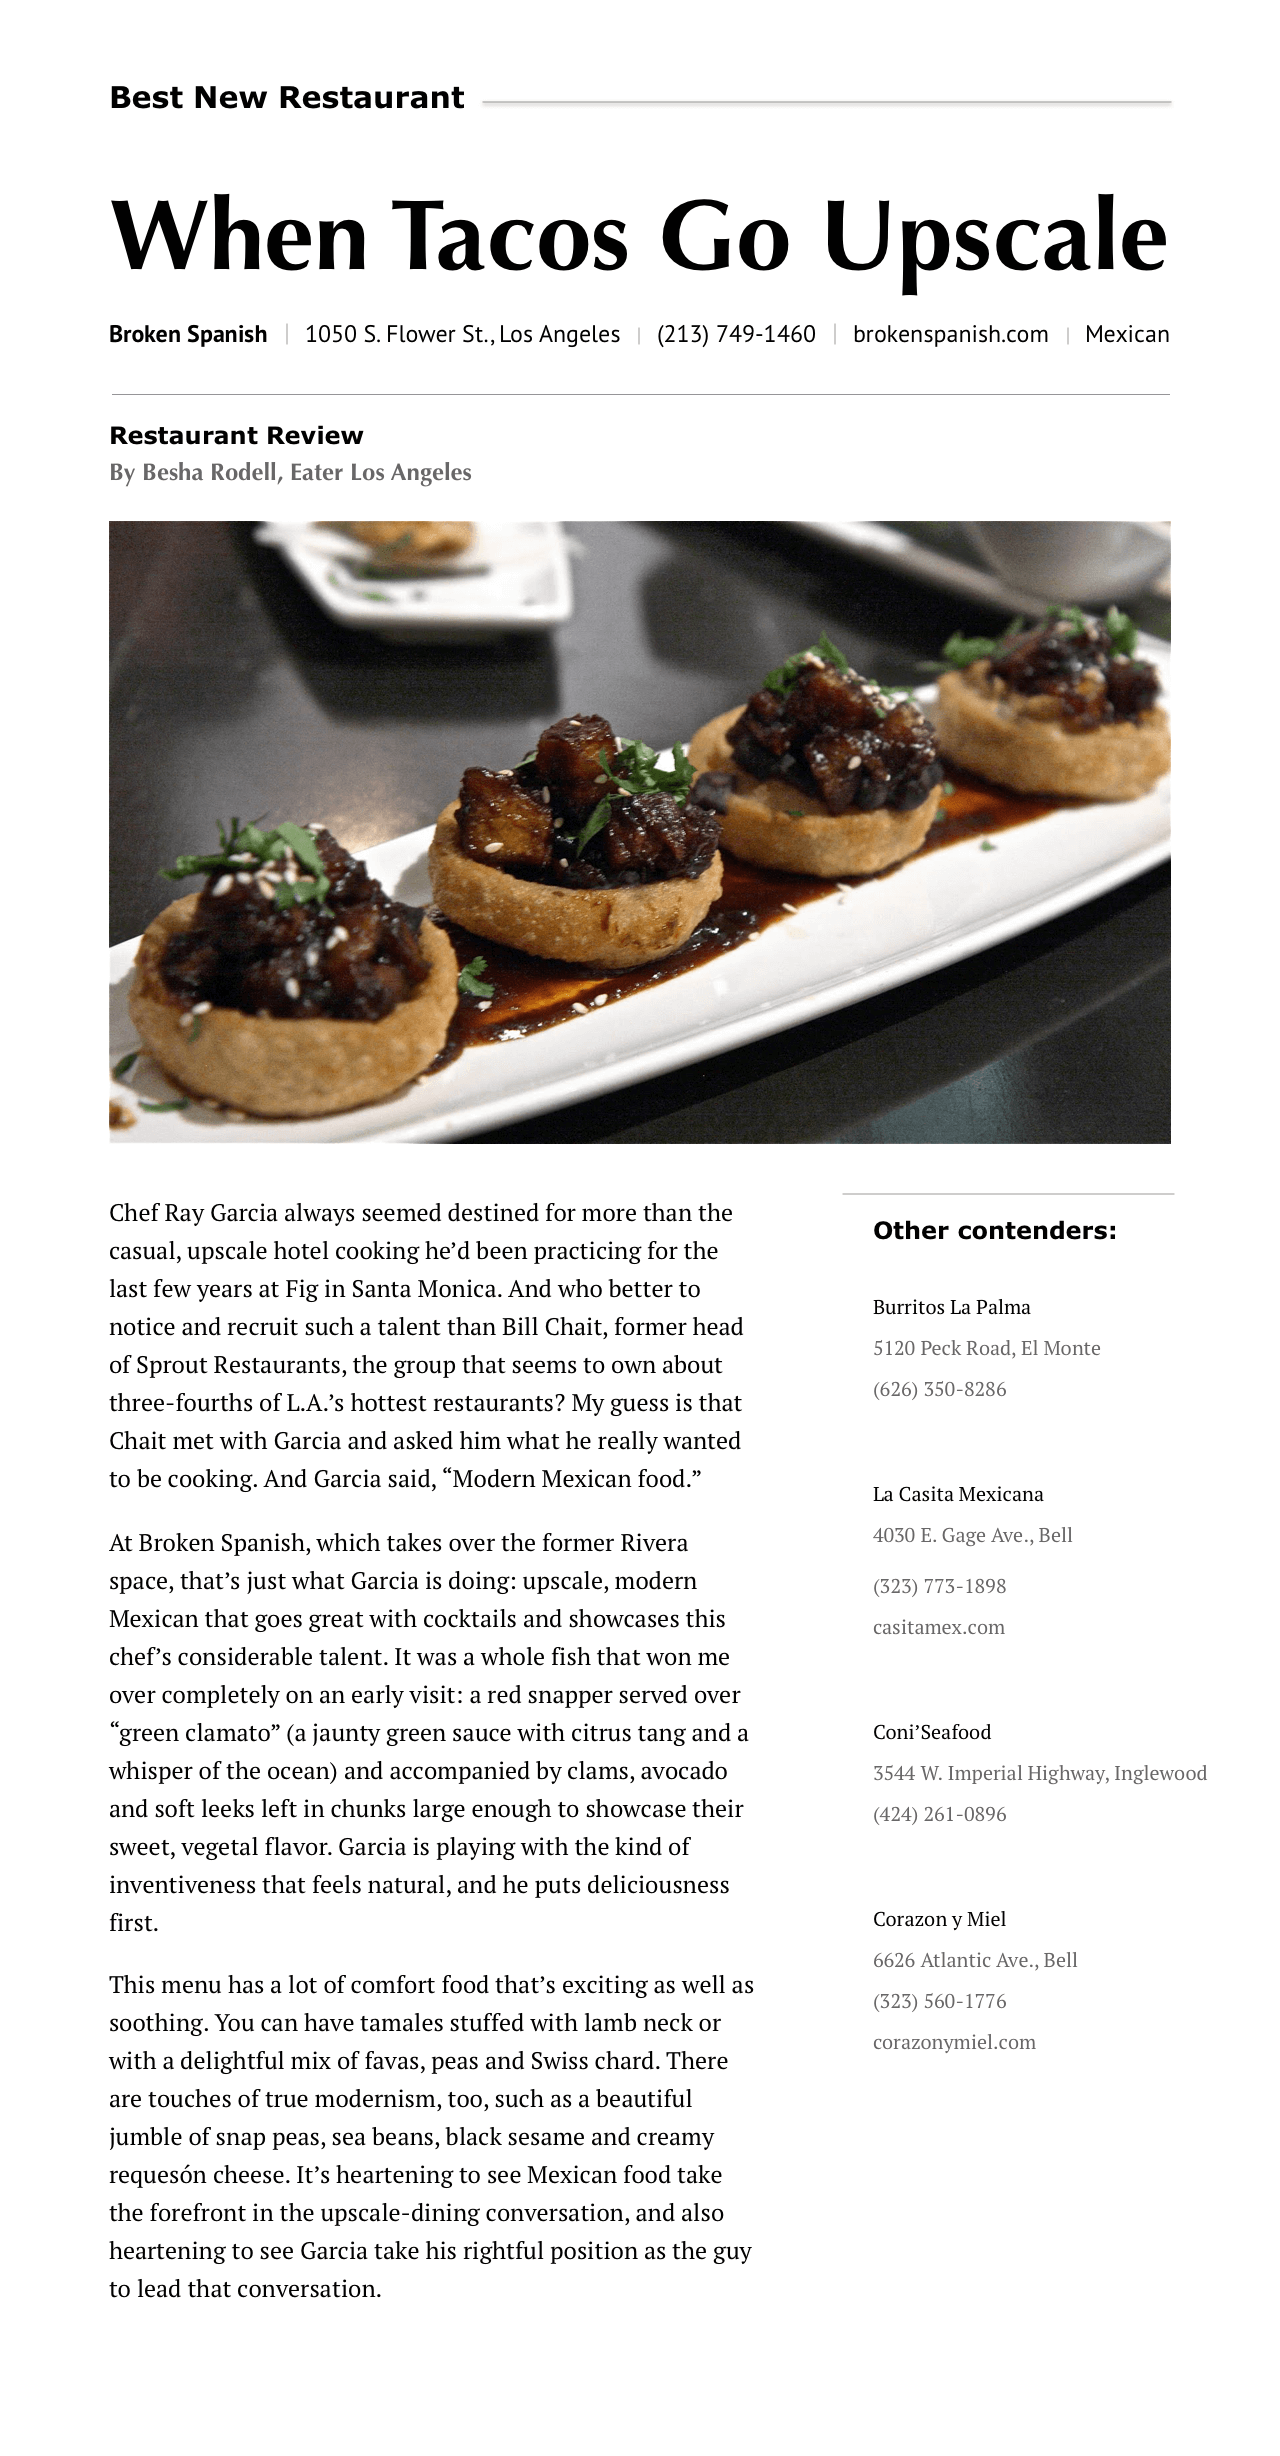 Best New Restaurant
When Tacos Go Upscale
Broken Spanish | 1050 S. Flower St., Los Angeles | (213) 749-1460 | brokenspanish.com | Mexican
Restaurant Review
By Besha Rodell, Eater Los Angeles
Chef Ray Garcia always seemed destined for more than the
casual, upscale hotel cooking he’d been practicing for the
last few years at Fig in Santa Monica. And who better to
notice and recruit such a talent than Bill Chait, former head
of Sprout Restaurants, the group that seems to own about
three-fourths of L.A.’s hottest restaurants? My guess is that
Chait met with Garcia and asked him what he really wanted
to be cooking. And Garcia said, “Modern Mexican food.”
At Broken Spanish, which takes over the former Rivera
space, that’s just what Garcia is doing: upscale, modern
Mexican that goes great with cocktails and showcases this
chef’s considerable talent. It was a whole fish that won me
over completely on an early visit: a red snapper served over
“green clamato” (a jaunty green sauce with citrus tang and a
whisper of the ocean) and accompanied by clams, avocado
and soft leeks left in chunks large enough to showcase their
sweet, vegetal flavor. Garcia is playing with the kind of
inventiveness that feels natural, and he puts deliciousness
first.
This menu has a lot of comfort food that’s exciting as well as
soothing. You can have tamales stuffed with lamb neck or
with a delightful mix of favas, peas and Swiss chard. There
are touches of true modernism, too, such as a beautiful
jumble of snap peas, sea beans, black sesame and creamy
requesón cheese. It’s heartening to see Mexican food take
the forefront in the upscale-dining conversation, and also
heartening to see Garcia take his rightful position as the guy
to lead that conversation.
Other contenders:
Burritos La Palma
5120 Peck Road, El Monte
(626) 350-8286
La Casita Mexicana
4030 E. Gage Ave., Bell
(323) 773-1898
casitamex.com
Coni’Seafood
3544 W. Imperial Highway, Inglewood
(424) 261-0896
Corazon y Miel
6626 Atlantic Ave., Bell
(323) 560-1776
corazonymiel.com